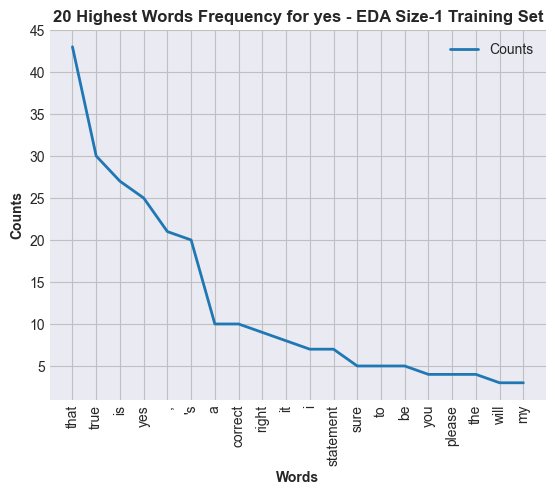 20 Highest Words Frequency for yes - EDA Size-1 Training Set
Counts
45
40
35
30
25
20
15
10
5
Counts
that
true
is
yes
,
's
a
correct
right
it
i
statement
sure
to
be
you
please
the
will
my
Words